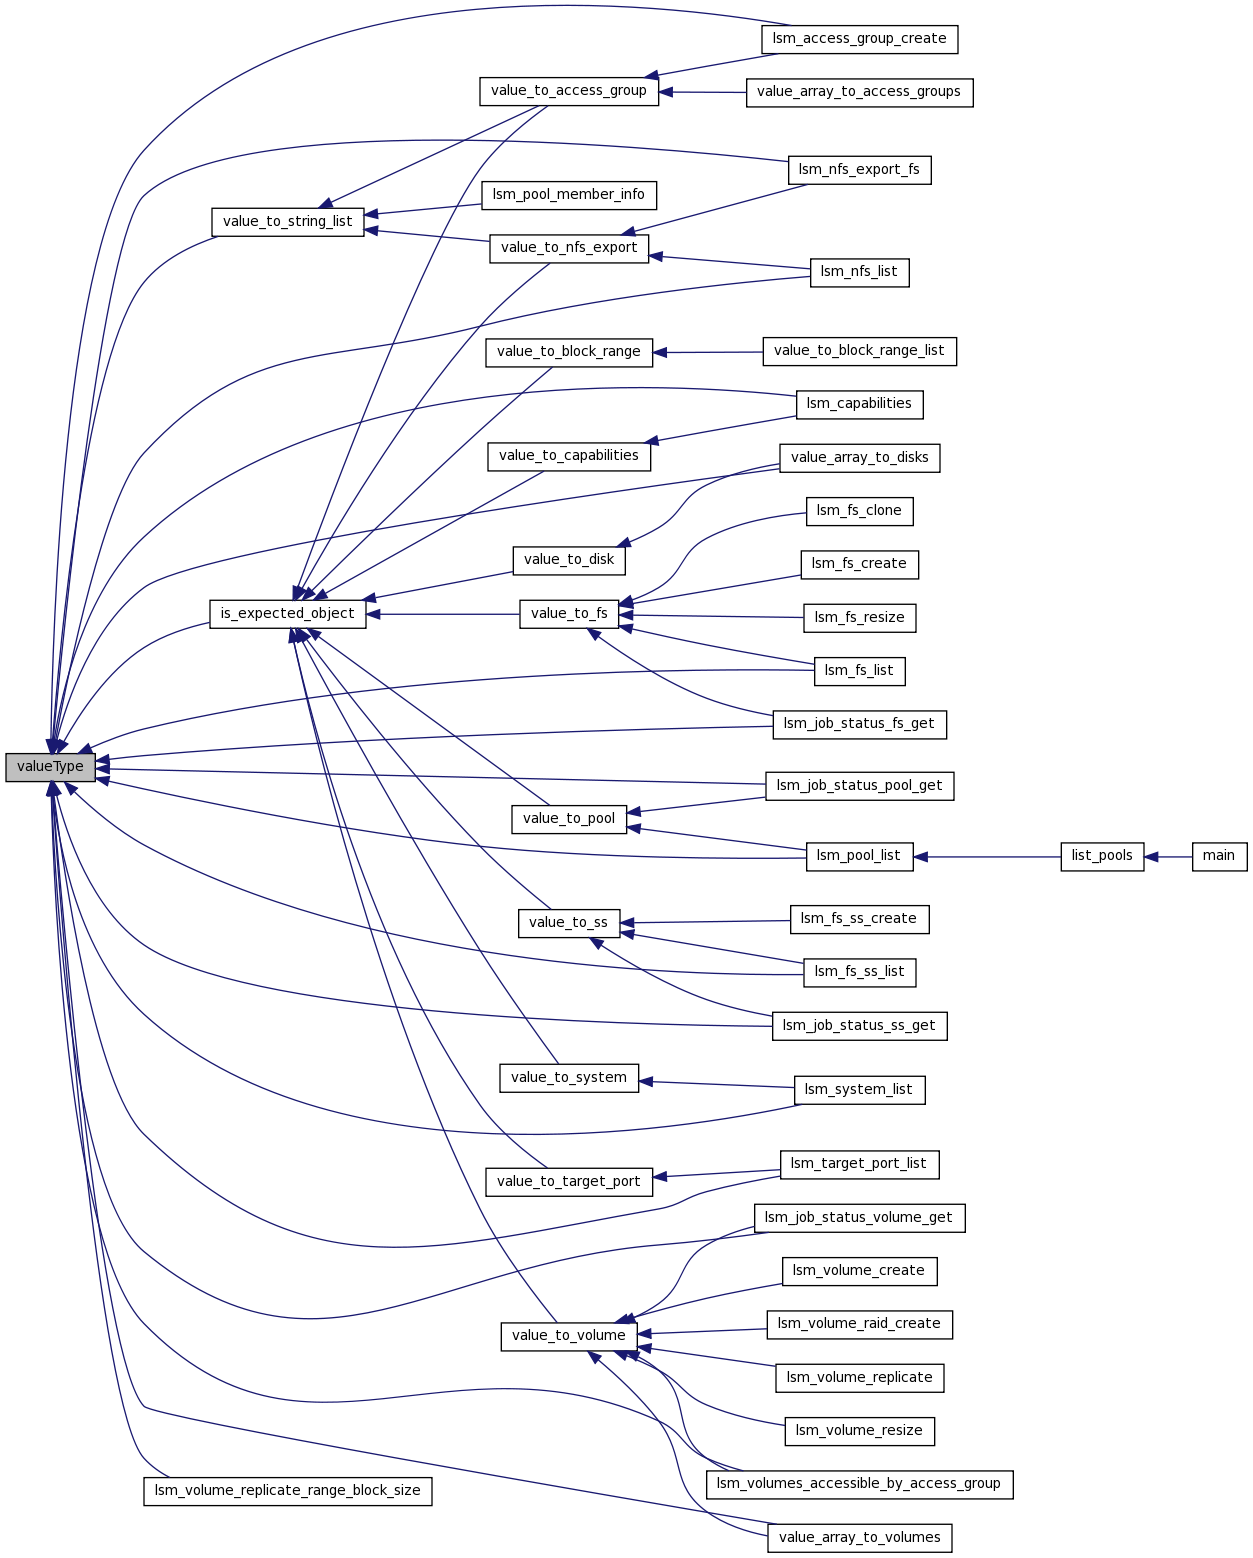 lsm_access_group_create
value_to_access_group
value_array_to_access_groups
lsm_nfs_export_fs
lsm_pool_member_info
value_to_string_list
value_to_nfs_export
lsm_nfs_list
value_to_block_range
value_to_block_range_list
lsm_capabilities
value_to_capabilities
value_array_to_disks
lsm_fs_clone
value_to_disk
lsm_fs_create
is_expected_object
value_to_fs
lsm_fs_resize
lsm_fs_list
lsm_job_status_fs_get
valueType
lsm_job_status_pool_get
value_to_pool
lsm_pool_list
list_pools
main
lsm_fs_ss_create
value_to_ss
lsm_fs_ss_list
lsm_job_status_ss_get
value_to_system
lsm_system_list
lsm_target_port_list
value_to_target_port
lsm_job_status_volume_get
lsm_volume_create
lsm_volume_raid_create
value_to_volume
lsm_volume_replicate
lsm_volume_resize
lsm_volumes_accessible_by_access_group
lsm_volume_replicate_range_block_size
value_array_to_volumes